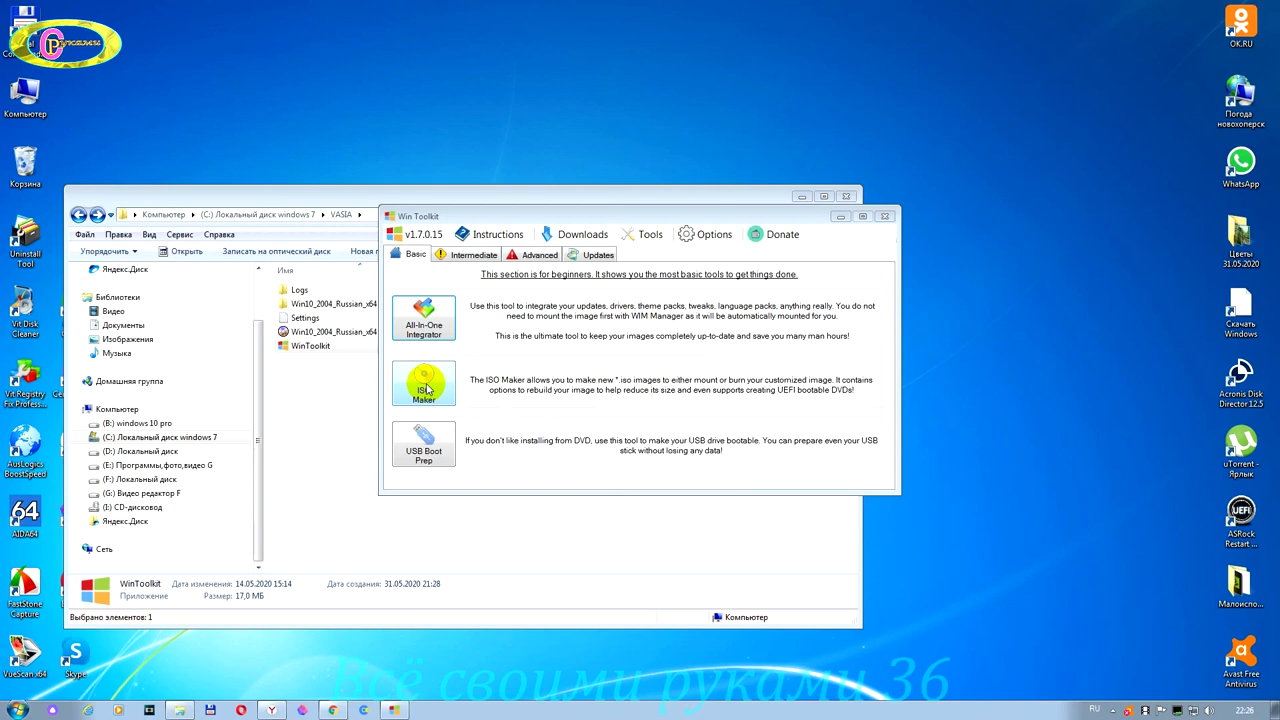 Руками
С
Р
Компьютер
Корзина
Uninstall
Tool
Vit Disk
Cleaner
Vit Registry
Fix Profess...
AusLogics
BoostSpeed
64
AIDA64
FastStone
Capture
VueScan x64
Skype
Компьютер
(C:) Локальный диск windows 7
VASIA
Файл
Правка
Вид
Сервис
Справка
Упорядочить
Открыть
Записать на оптический диск
Новая п
Яндекс.Диск
Библиотеки
Видео
Документы
Изображения
Музыка
Домашняя группа
Компьютер
(B:) windows 10 pro
(C:) Локальный диск windows 7
(D:) Локальный диск
(E:) Программы,фото,видео G
(F:) Локальный диск
(G:) Видео редактор F
(I:) CD-дисковод
Яндекс.Диск
Сеть
Имя
Logs
Win10_2004_Russian_x64
Settings
Win10_2004_Russian_x64
WinToolkit
WinToolkit
Дата изменения: 14.05.2020 15:14
Дата создания: 31.05.2020 21:28
Приложение
Размер: 17,0 МБ
Выбрано элементов: 1
Компьютер
Win Toolkit
v1.7.0.15
Instructions
Downloads
Tools
Options
Donate
Basic
Intermediate
Advanced
Updates
This section is for beginners. It shows you the most basic tools to get things done.
All-In-One
Integrator
Use this tool to integrate your updates, drivers, theme packs, tweaks, language packs, anything really. You do not
need to mount the image first with WIM Manager as it will be automatically mounted for you.
This is the ultimate tool to keep your images completely up-to-date and save you many man hours!
ISO
Maker
The ISO Maker allows you to make new *.iso images to either mount or burn your customized image. It contains
options to rebuild your image to help reduce its size and even supports creating UEFI bootable DVDs!
USB Boot
Prep
If you don't like installing from DVD, use this tool to make your USB drive bootable. You can prepare even your USB
stick without losing any data!
OK.RU
Погода
новохоперск
WhatsApp
Цветы
31.05.2020
Скачать
Windows
Acronis Disk
Director 12.5
uTorrent -
Ярлык
UEFI
ASRock
Restart ...
Малоиспо...
Avast Free
Antivirus
Всё своими руками 36
RU
22:26